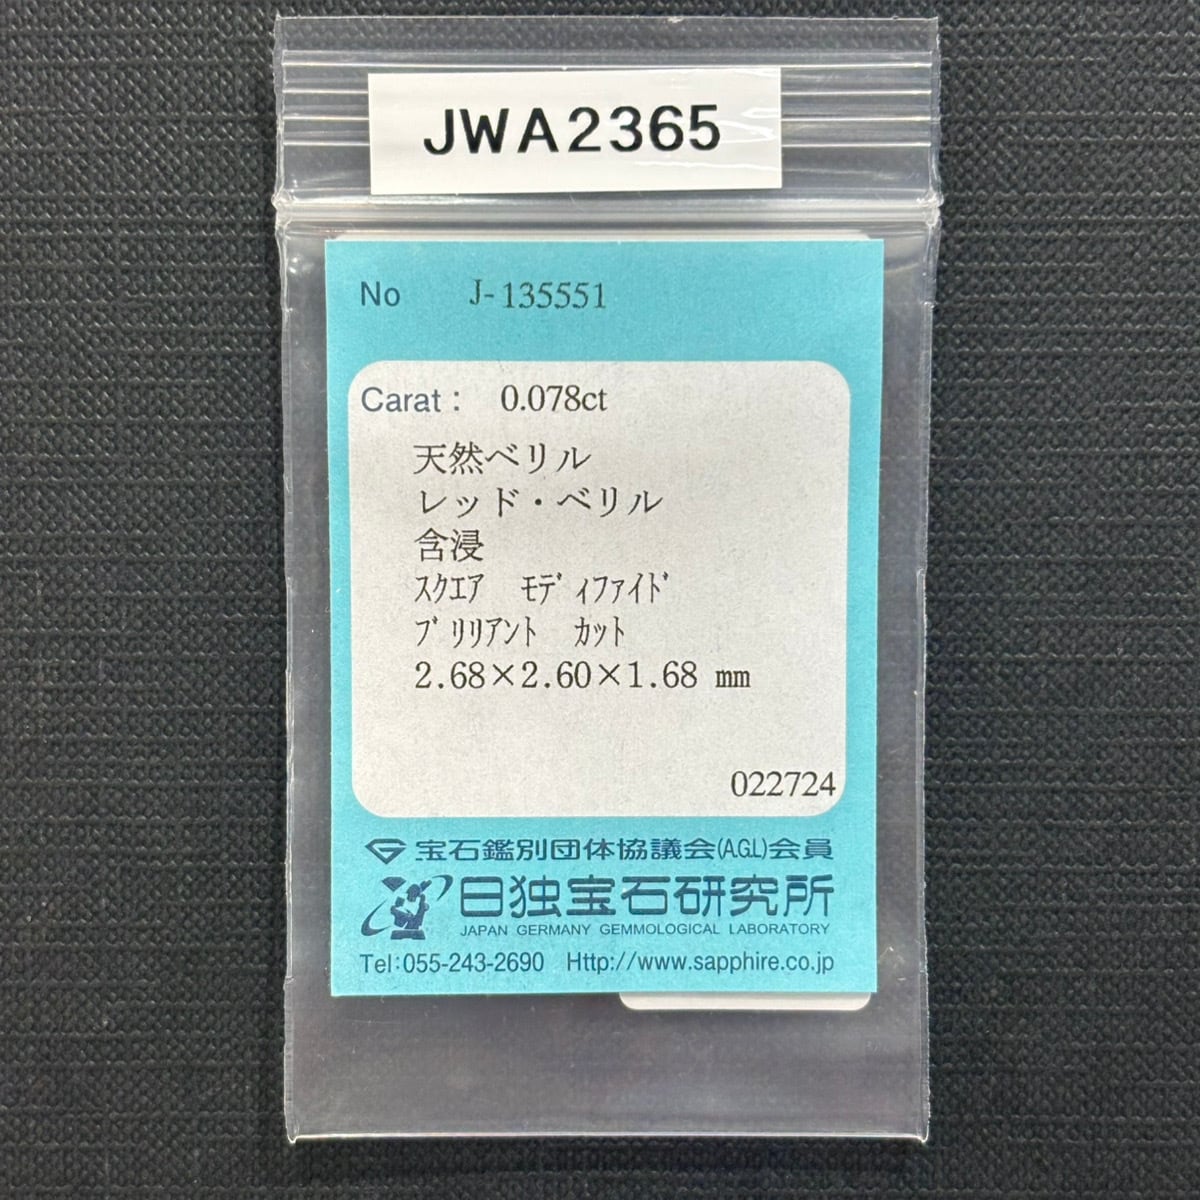 JWA2365
No J-135551
Carat： 0.078ct
天然ベリル
レッド・ベリル
含浸
ｽｸｴｱ ﾓﾃﾞｨﾌｧｲﾄﾞ
ﾌﾞﾘﾘｱﾝﾄ ｶｯﾄ
2.68×2.60×1.68 mm
022724
宝石鑑別団体協議会(A.G.L)会員
日独宝石研究所
JAPAN GERMANY GEMMOLOGICAL LABORATORY
Tel:055-243-2690 Http://www.sapphire.co.jp